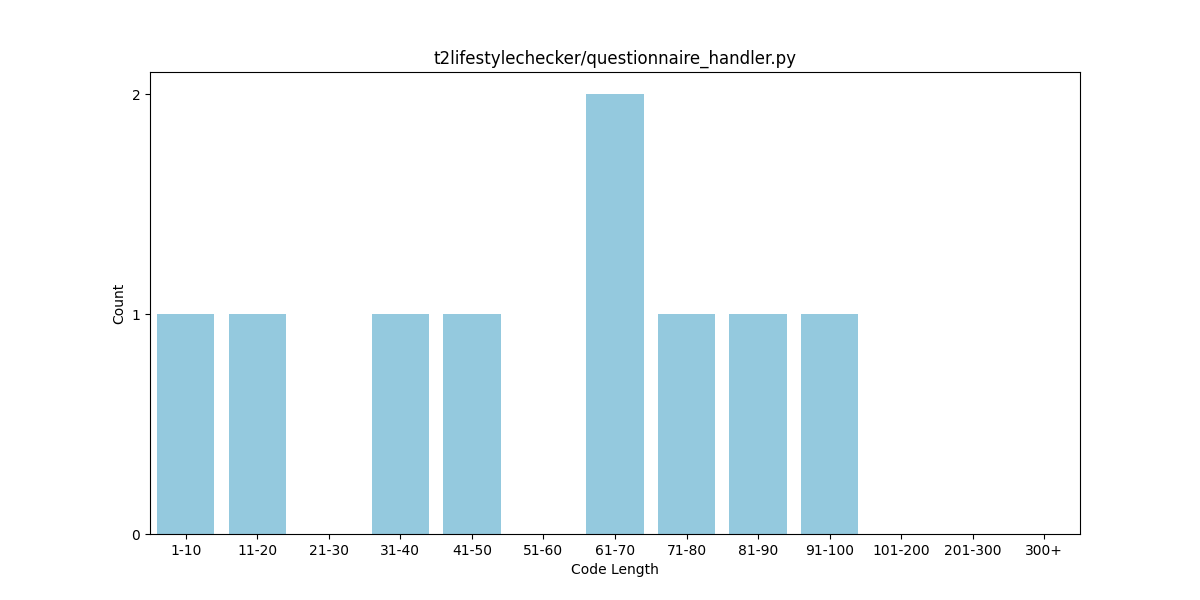 t2lifestylechecker/questionnaire_handler.py
2
1
0
Count
1-10 11-20 21-30 31-40 41-50 51-60 61-70 71-80 81-90 91-100 101-200 201-300 300+
Code Length